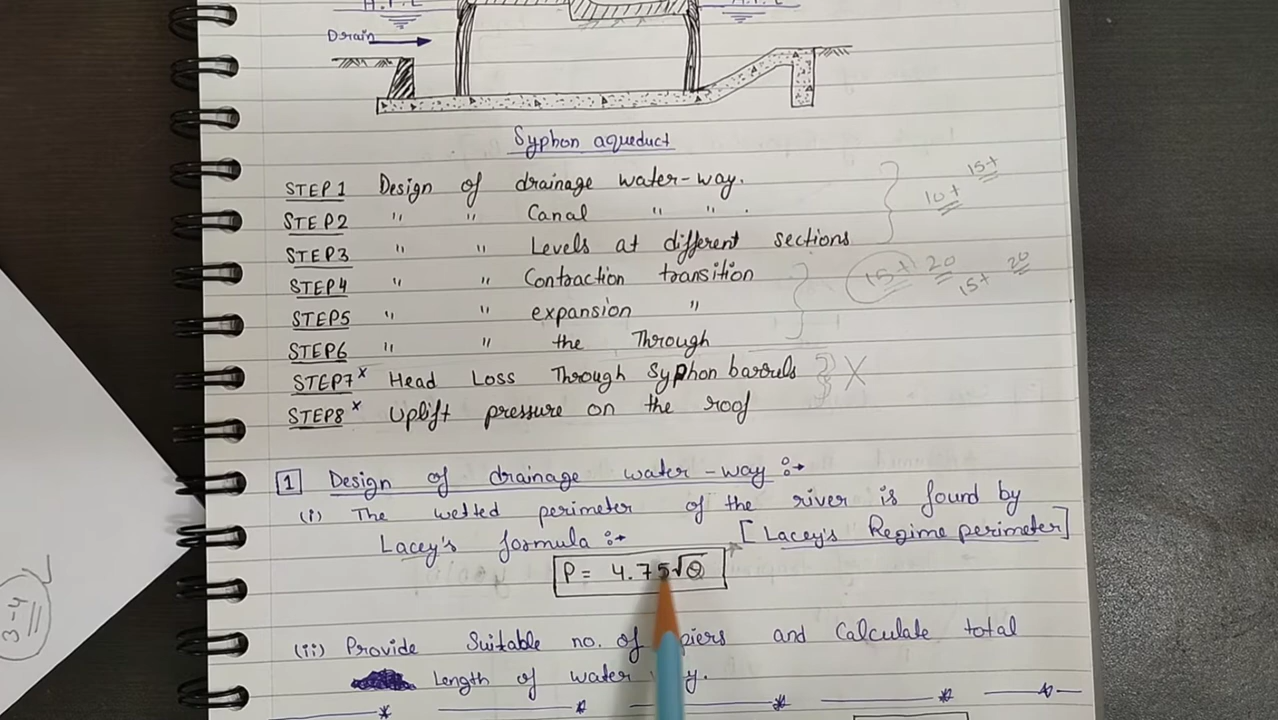 H.F.L H.F.L
Drain
Syphon aqueduct
STEP1 Design of drainage water-way.
STEP2 " " Canal " " .
STEP3 " " Levels at different sections
STEP4 " " Contraction transition
STEP5 " " expansion "
STEP6 " " the Through
STEP7 x Head Loss Through Syphon barrels
STEP8 x Uplift pressure on the roof
10+ 15+
15+ 20 15+ 20
X
1 Design of drainage water-way :→
(i) The wetted perimeter of the river is found by
Lacey's formula :→ [Lacey's Regime perimeter]
P = 4.75√Q
(ii) Provide Suitable no. of piers and Calculate total
Length of water
3-4